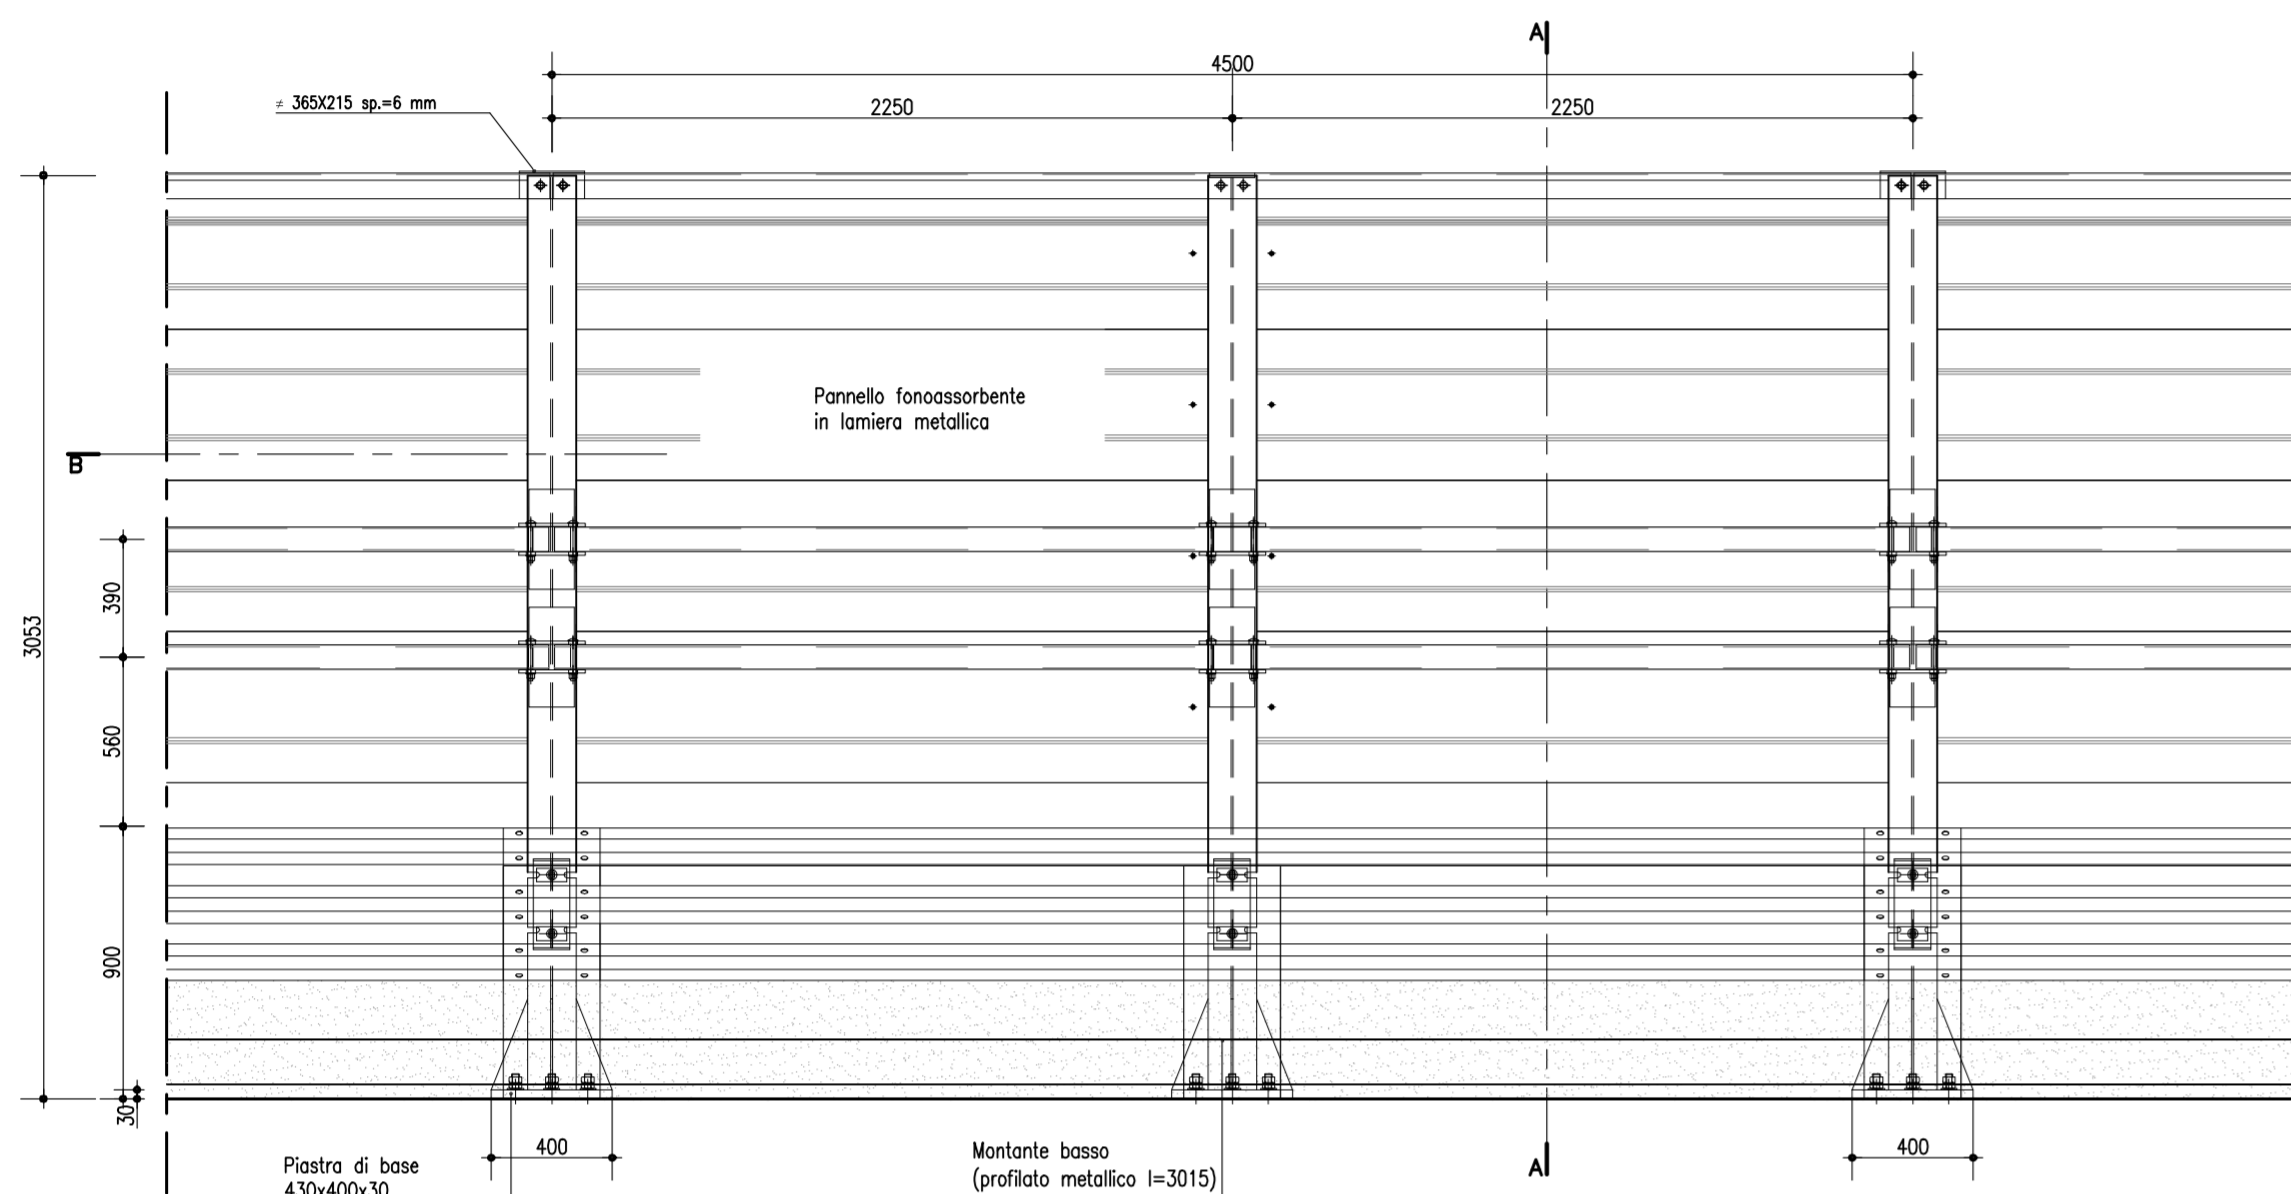 A
4500
≠ 365X215 sp.=6 mm
2250
2250
Pannello fonoassorbente
in lamiera metallica
B
390
3053
560
900
30
400
400
Piastra di base
430x400x30
Montante basso
(profilato metallico l=3015)
A